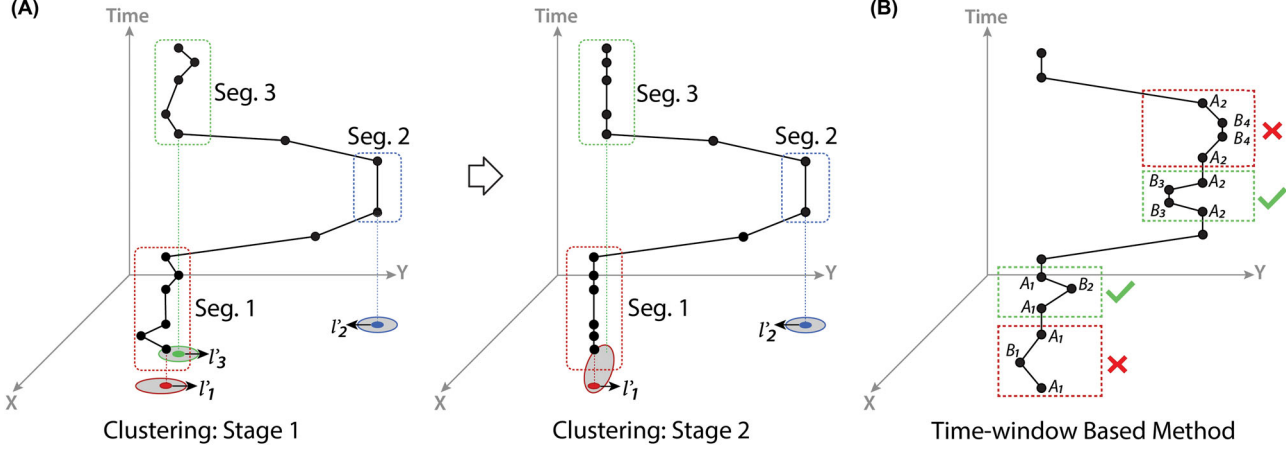 (A)
Time
Seg. 3
Seg. 2
Y
Seg. 1
l'2
l'3
l'1
X
Clustering: Stage 1
Time
Seg. 3
Seg. 2
Y
Seg. 1
l'2
l'1
X
Clustering: Stage 2
(B)
Time
A2
B4
B4
A2
B3
A2
B3
A2
Y
A1
B2
A1
A1
B1
A1
X
Time-window Based Method